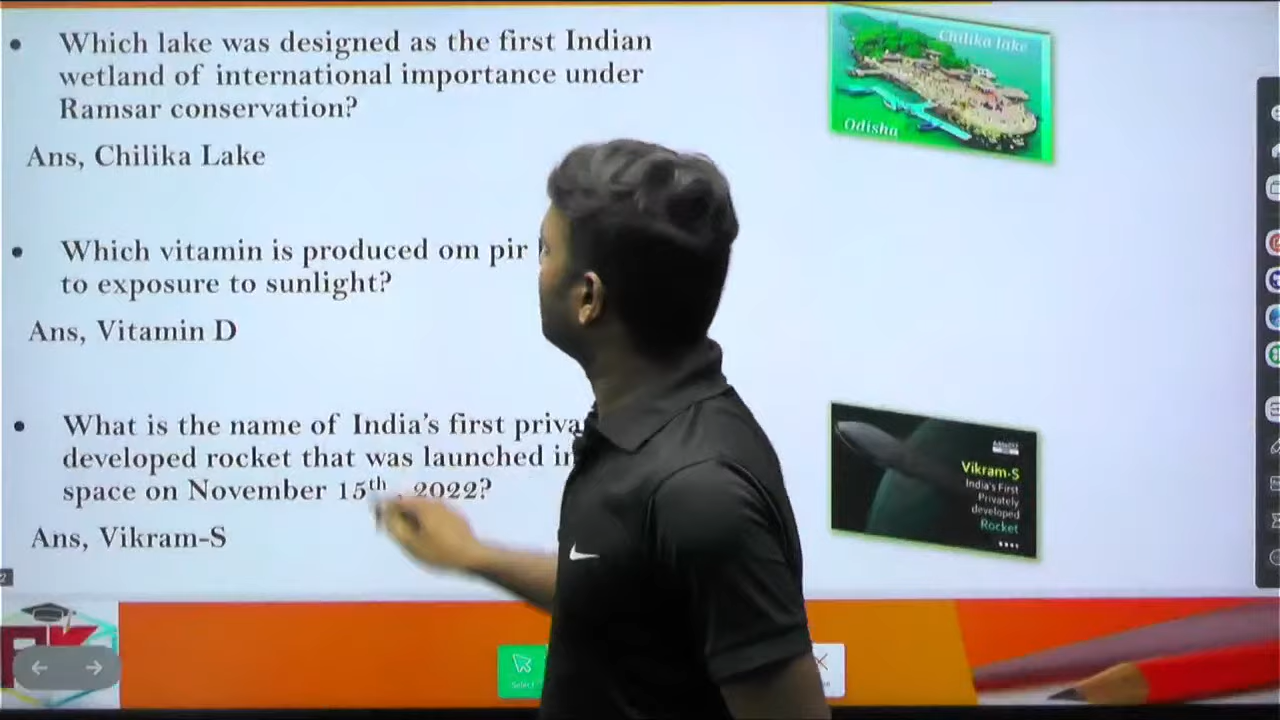 Which lake was designed as the first Indian
wetland of international importance under
Ramsar conservation?
Ans, Chilika Lake
Chilika lake
Odisha
Which vitamin is produced om pir
to exposure to sunlight?
Ans, Vitamin D
What is the name of India's first priva
developed rocket that was launched in
space on November 15th , 2022?
Ans, Vikram-S
Vikram-S
India's First
Privately
developed
Rocket
2
Select